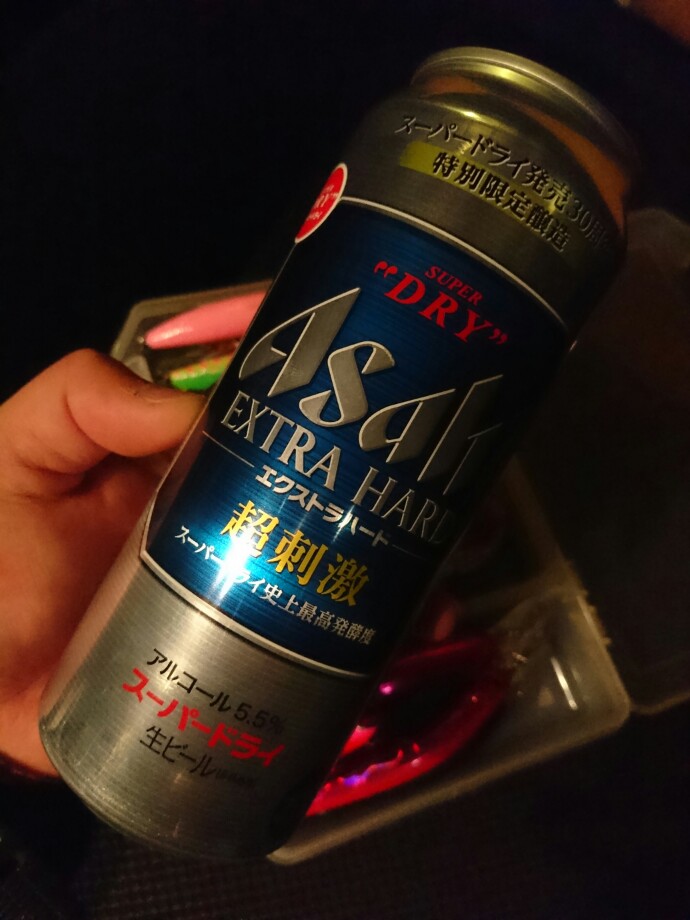 スーパードライ発売30周
特別限定醸造
SUPER
"DRY"
Asahi
EXTRA HARD
エクストラハード
超刺激
スーパードライ史上最高発酵度
アルコール5.5%
スーパードライ
生ビール